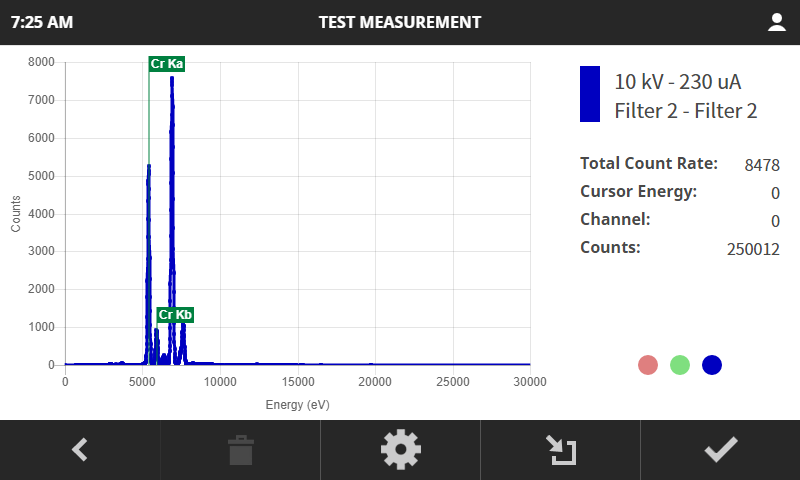 7:25 AM
TEST MEASUREMENT
8000
7000
6000
5000
4000
3000
2000
1000
0
Counts
Cr Ka
Cr Kb
0
5000
10000
15000
20000
25000
30000
Energy (eV)
10 kV - 230 uA
Filter 2 - Filter 2
Total Count Rate: 8478
Cursor Energy: 0
Channel: 0
Counts: 250012